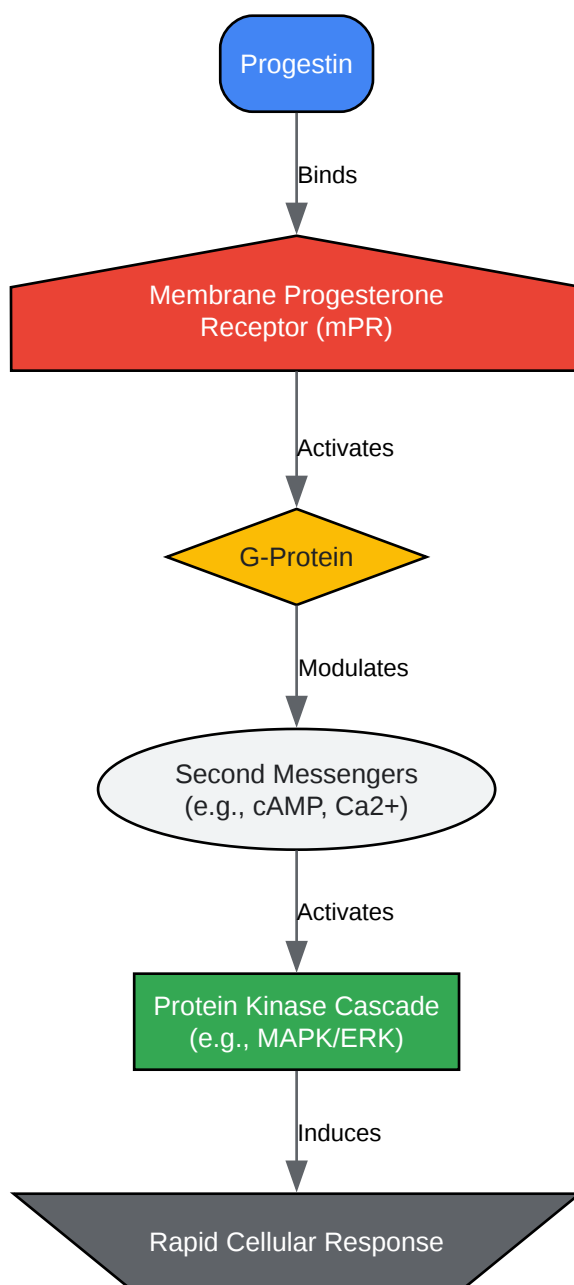 Progestin
Binds
Membrane Progesterone
Receptor (mPR)
Activates
G-Protein
Modulates
Second Messengers
(e.g., cAMP, Ca2+)
Activates
Protein Kinase Cascade
(e.g., MAPK/ERK)
Induces
Rapid Cellular Response